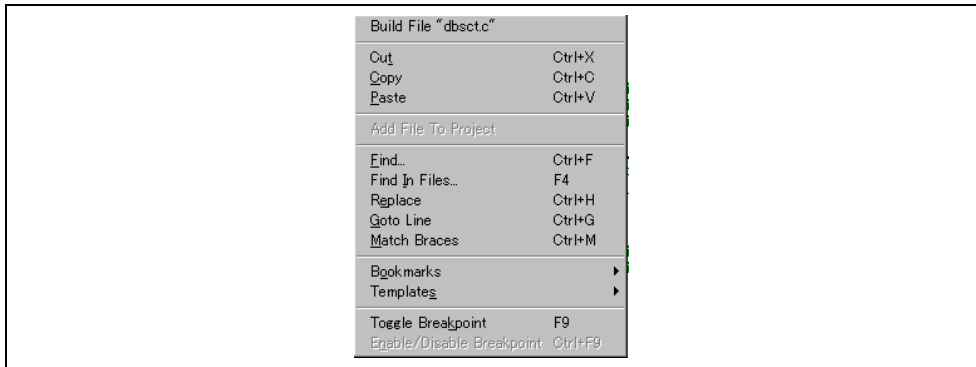 Build File "dbsct.c"
Cut Ctrl+X
Copy Ctrl+C
Paste Ctrl+V
Add File To Project
Find... Ctrl+F
Find In Files... F4
Replace Ctrl+H
Goto Line Ctrl+G
Match Braces Ctrl+M
Bookmarks
Templates
Toggle Breakpoint F9
Enable/Disable Breakpoint Ctrl+F9